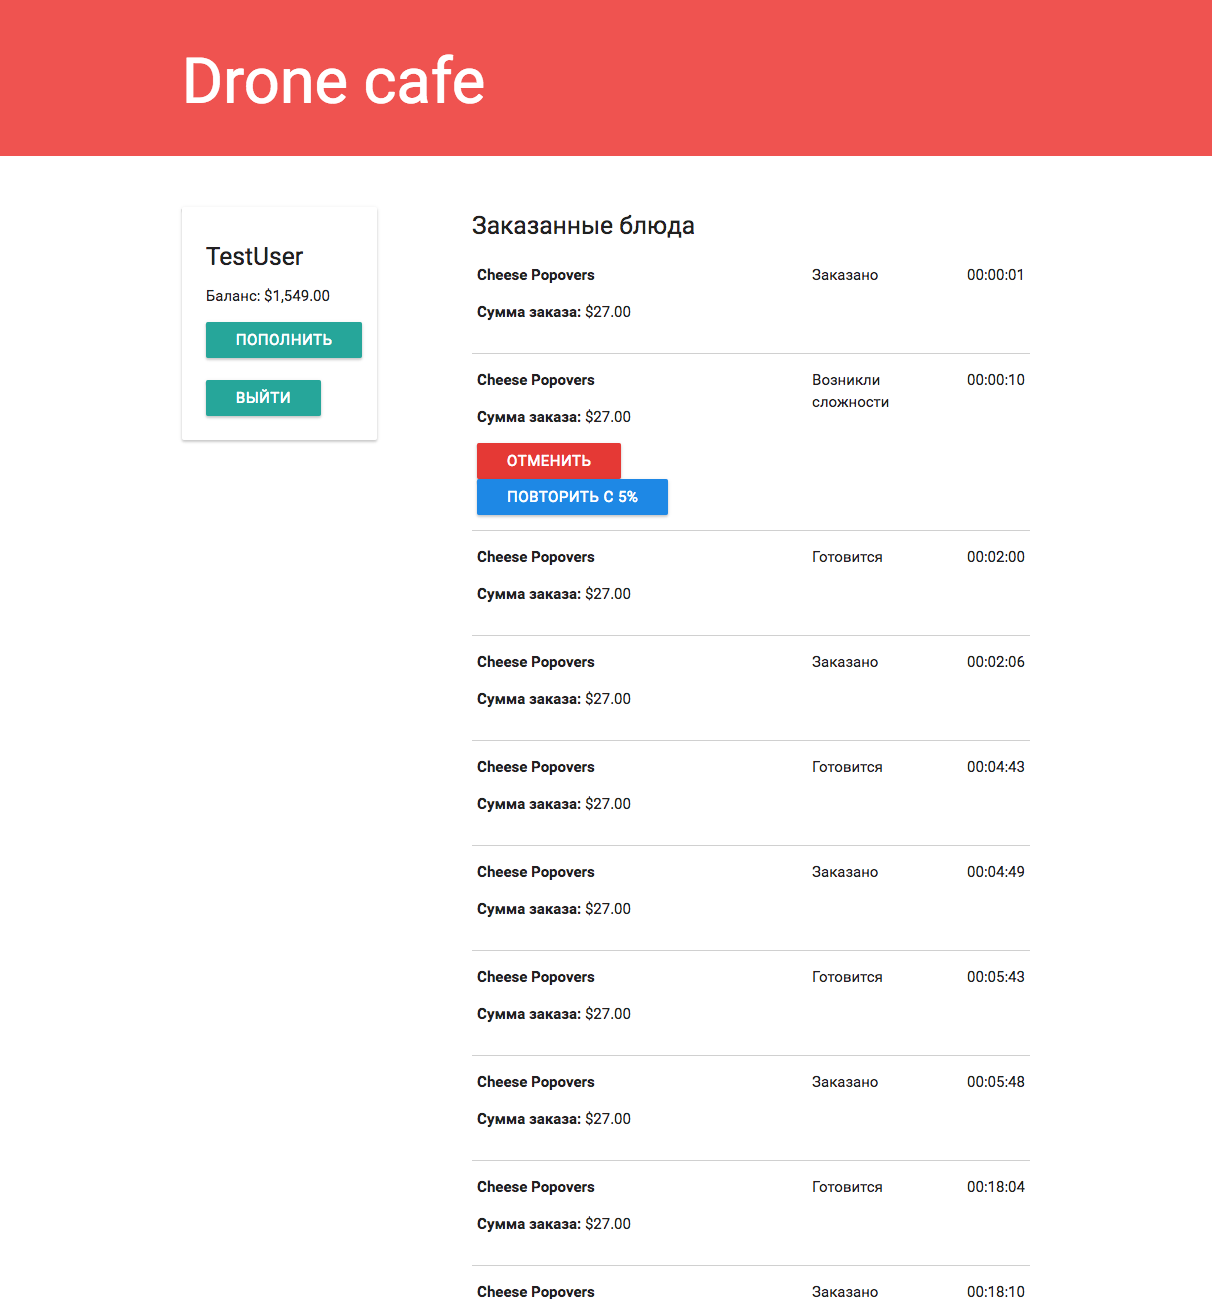 Drone cafe
TestUser
Баланс: $1,549.00
ПОПОЛНИТЬ
ВЫЙТИ
Заказанные блюда
Cheese Popovers Заказано 00:00:01
Сумма заказа: $27.00
Cheese Popovers Возникли 00:00:10
сложности
Сумма заказа: $27.00
ОТМЕНИТЬ
ПОВТОРИТЬ С 5%
Cheese Popovers Готовится 00:02:00
Сумма заказа: $27.00
Cheese Popovers Заказано 00:02:06
Сумма заказа: $27.00
Cheese Popovers Готовится 00:04:43
Сумма заказа: $27.00
Cheese Popovers Заказано 00:04:49
Сумма заказа: $27.00
Cheese Popovers Готовится 00:05:43
Сумма заказа: $27.00
Cheese Popovers Заказано 00:05:48
Сумма заказа: $27.00
Cheese Popovers Готовится 00:18:04
Сумма заказа: $27.00
Cheese Popovers Заказано 00:18:10